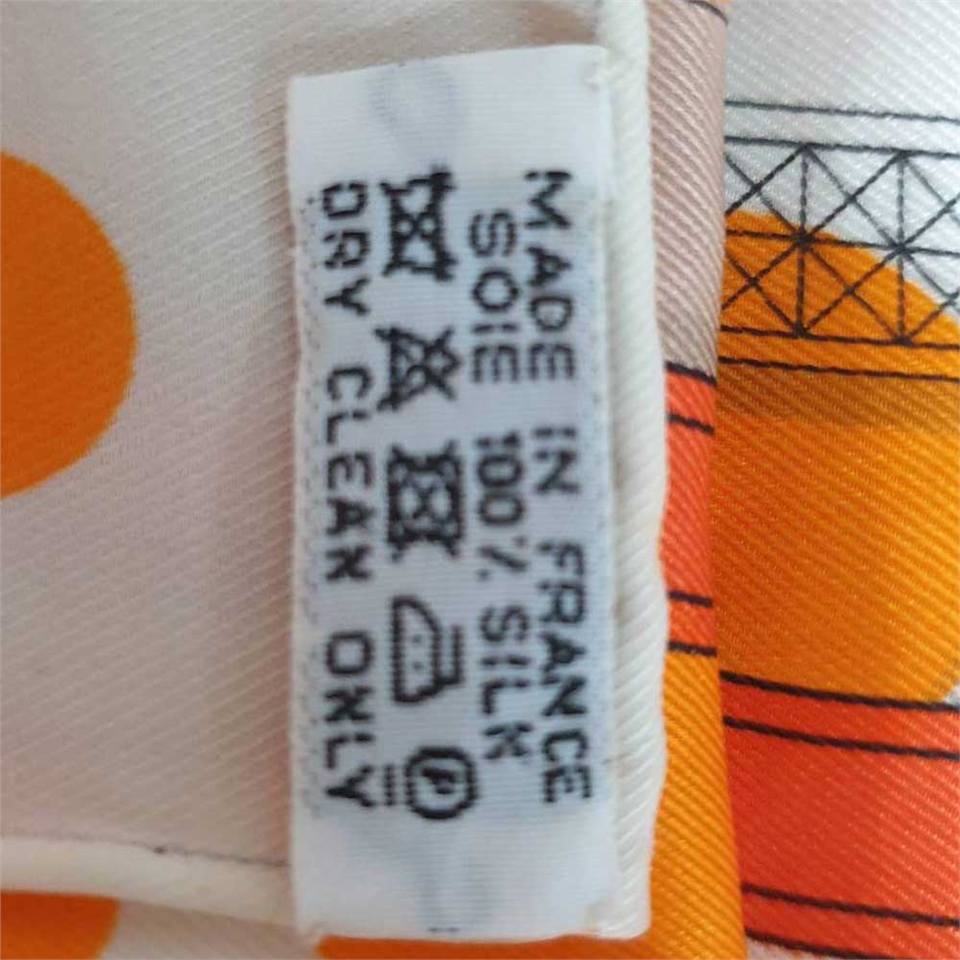 MADE IN FRANCE
SOIE 100% SILK
P
DRY CLEAN ONLY